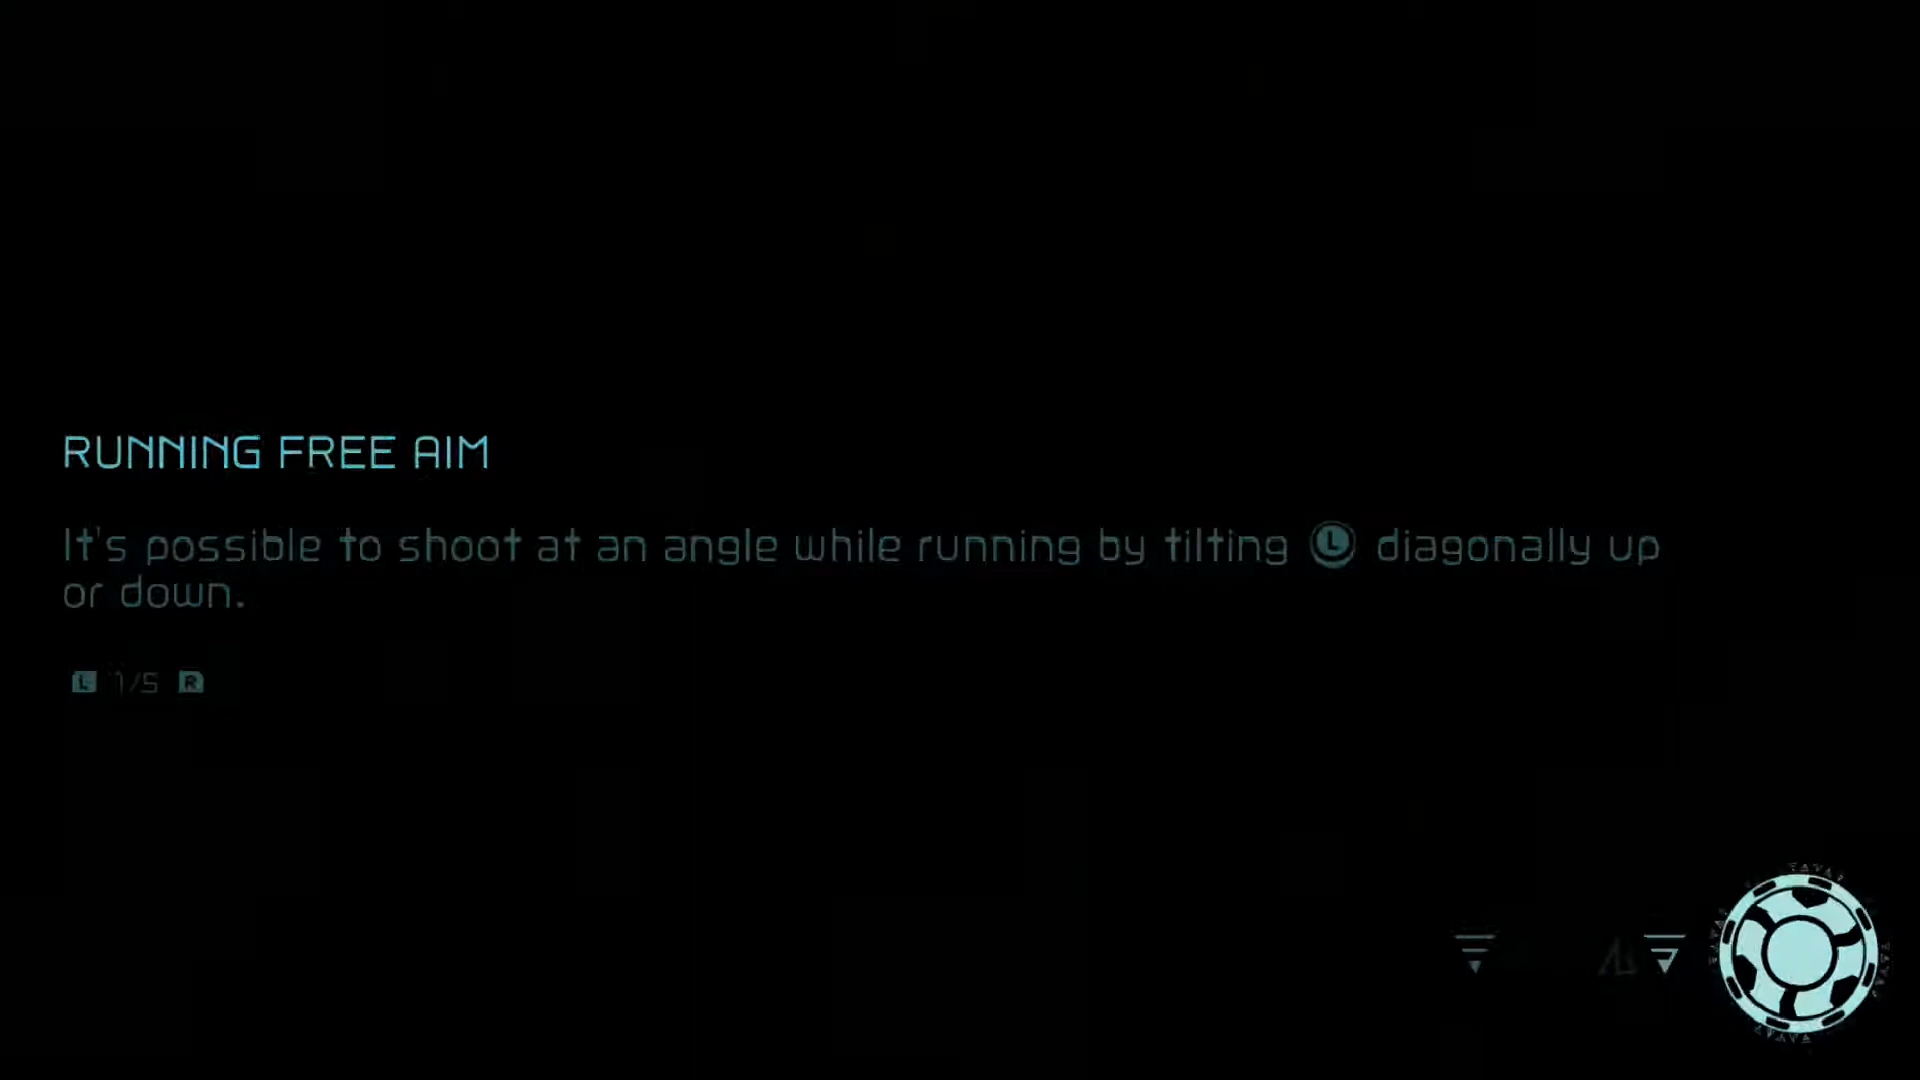 RUNNING FREE AIM
It's possible to shoot at an angle while running by tilting L diagonally up
or down.
L 1/5 R